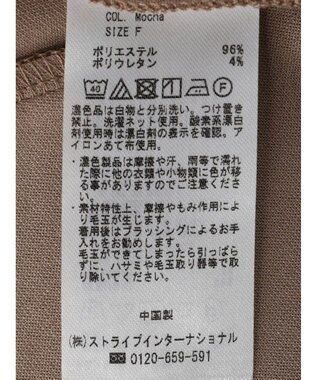 COL. Mocha
SIZE F
ポリエステル 96%
ポリウレタン 4%
40 F
濃色品は白物と分別洗い。つけ置き
禁止。洗濯ネット使用。酸素系漂白
剤使用時は漂白剤の表示を確認。ア
イロンあて布使用。
・濃色製品は摩擦や汗、雨等で濡れ
た際に他の衣類や小物類に色が移
る事がありますのでご注意くださ
い。
・素材特性上、摩擦やもみ作用によ
り毛玉が生じます。
着用後はブラッシングによるお手
入れをお勧めします。
毛玉ができてしまったら引っぱら
ずに、ハサミや毛玉取り器等で取
り除いてください。
中国製
(株)ストライプインターナショナル
0120-659-591